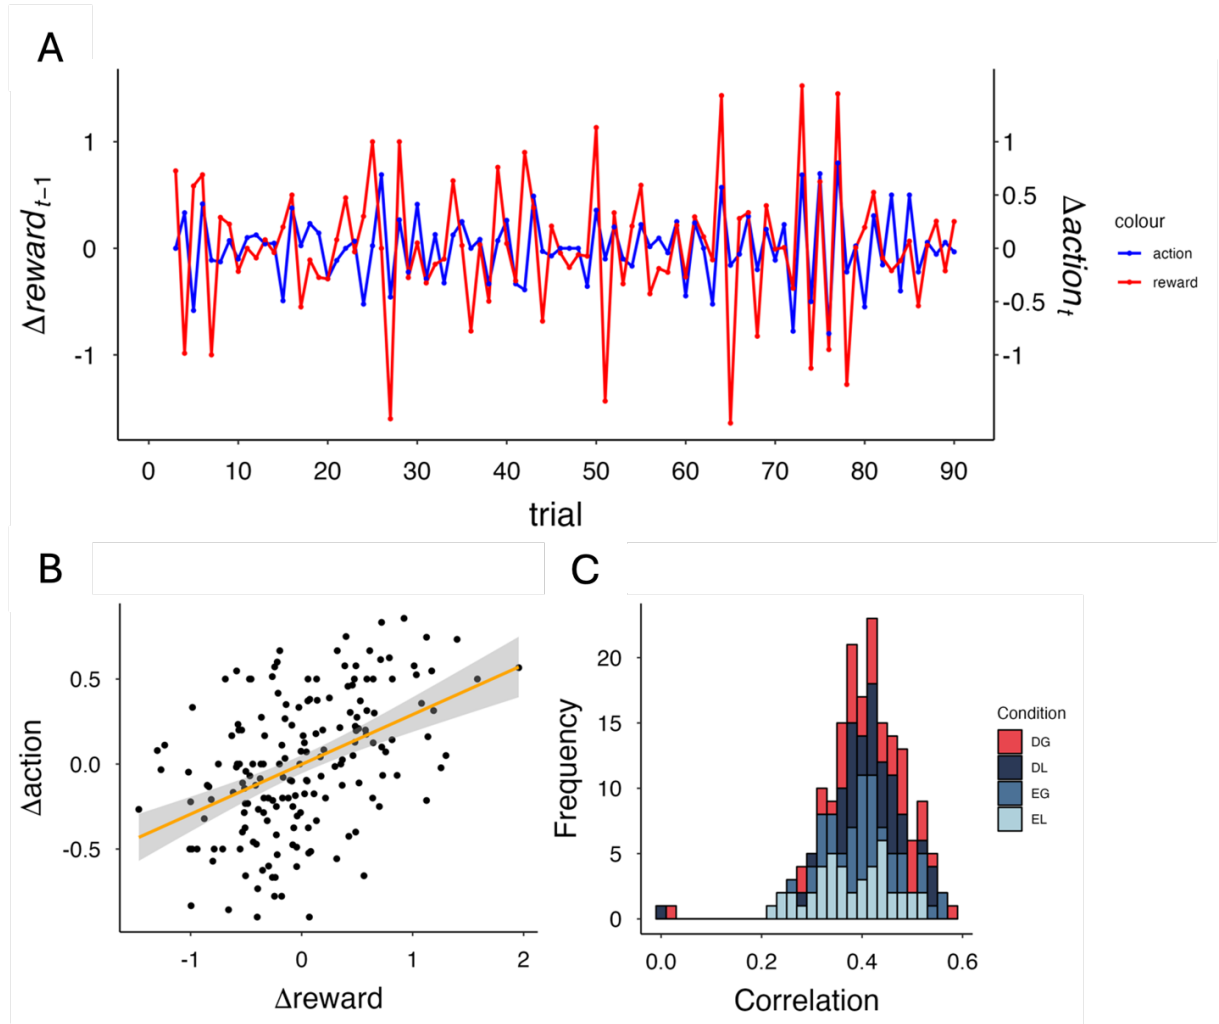 A
Δreward t−1
1
0
-1
1
0.5
0
-0.5
-1
Δaction t
colour
action
reward
0 10 20 30 40 50 60 70 80 90
trial
B
Δaction
0.5
0.0
-0.5
-1 0 1 2
Δreward
C
Frequency
20
15
10
5
0
0.0 0.2 0.4 0.6
Correlation
Condition
DG
DL
EG
EL